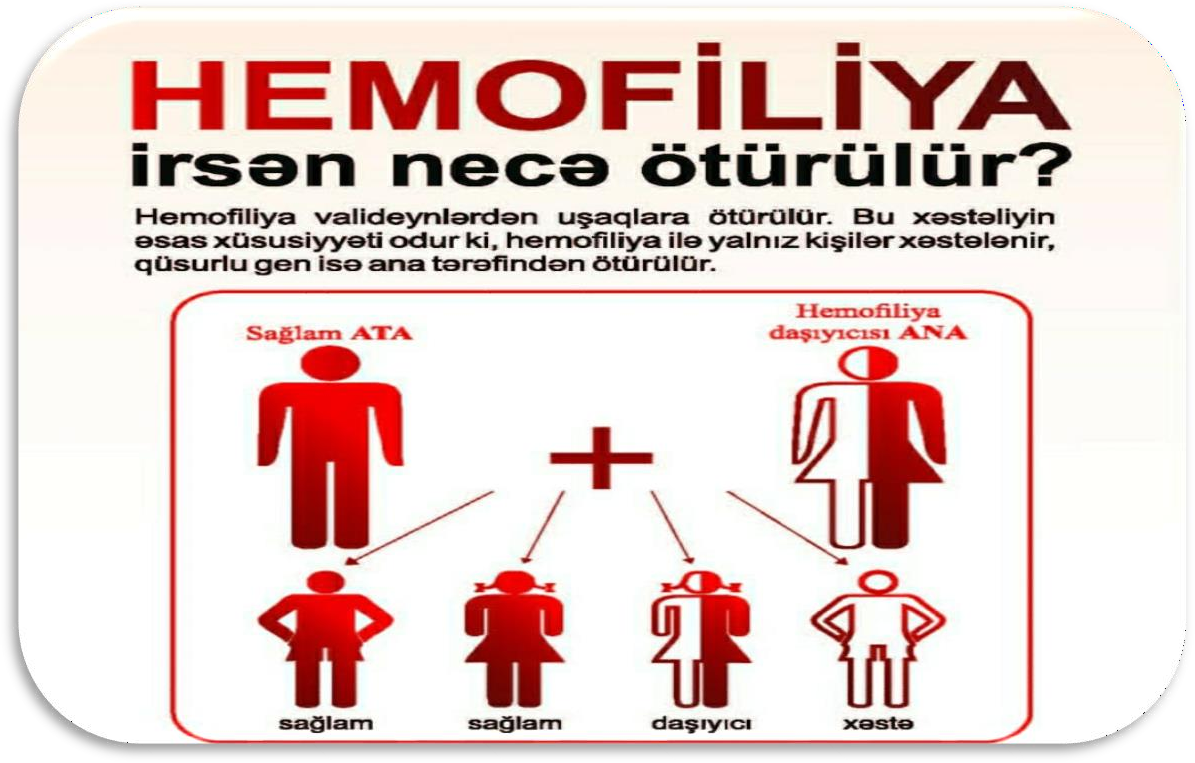 HEMOFİLİYA
irsən necə ötürülür?
Hemofiliya valideynlərdən uşaqlara ötürülür. Bu xəstəliyin
əsas xüsusiyyəti odur ki, hemofiliya ilə yalnız kişilər xəstələnir,
qüsurlu gen isə ana tərəfindən ötürülür.
Sağlam ATA
Hemofiliya
daşıyıcısı ANA
+
sağlam sağlam daşıyıcı xəstə